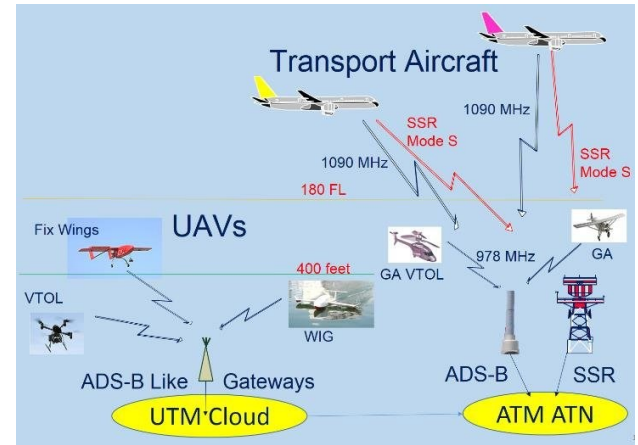 Transport Aircraft
1090 MHz
SSR
Mode S
1090 MHz
SSR
Mode S
180 FL
Fix Wings
UAVs
GA
GA VTOL
978 MHz
400 feet
VTOL
WIG
ADS-B Like Gateways
ADS-B
SSR
UTM Cloud
ATM ATN